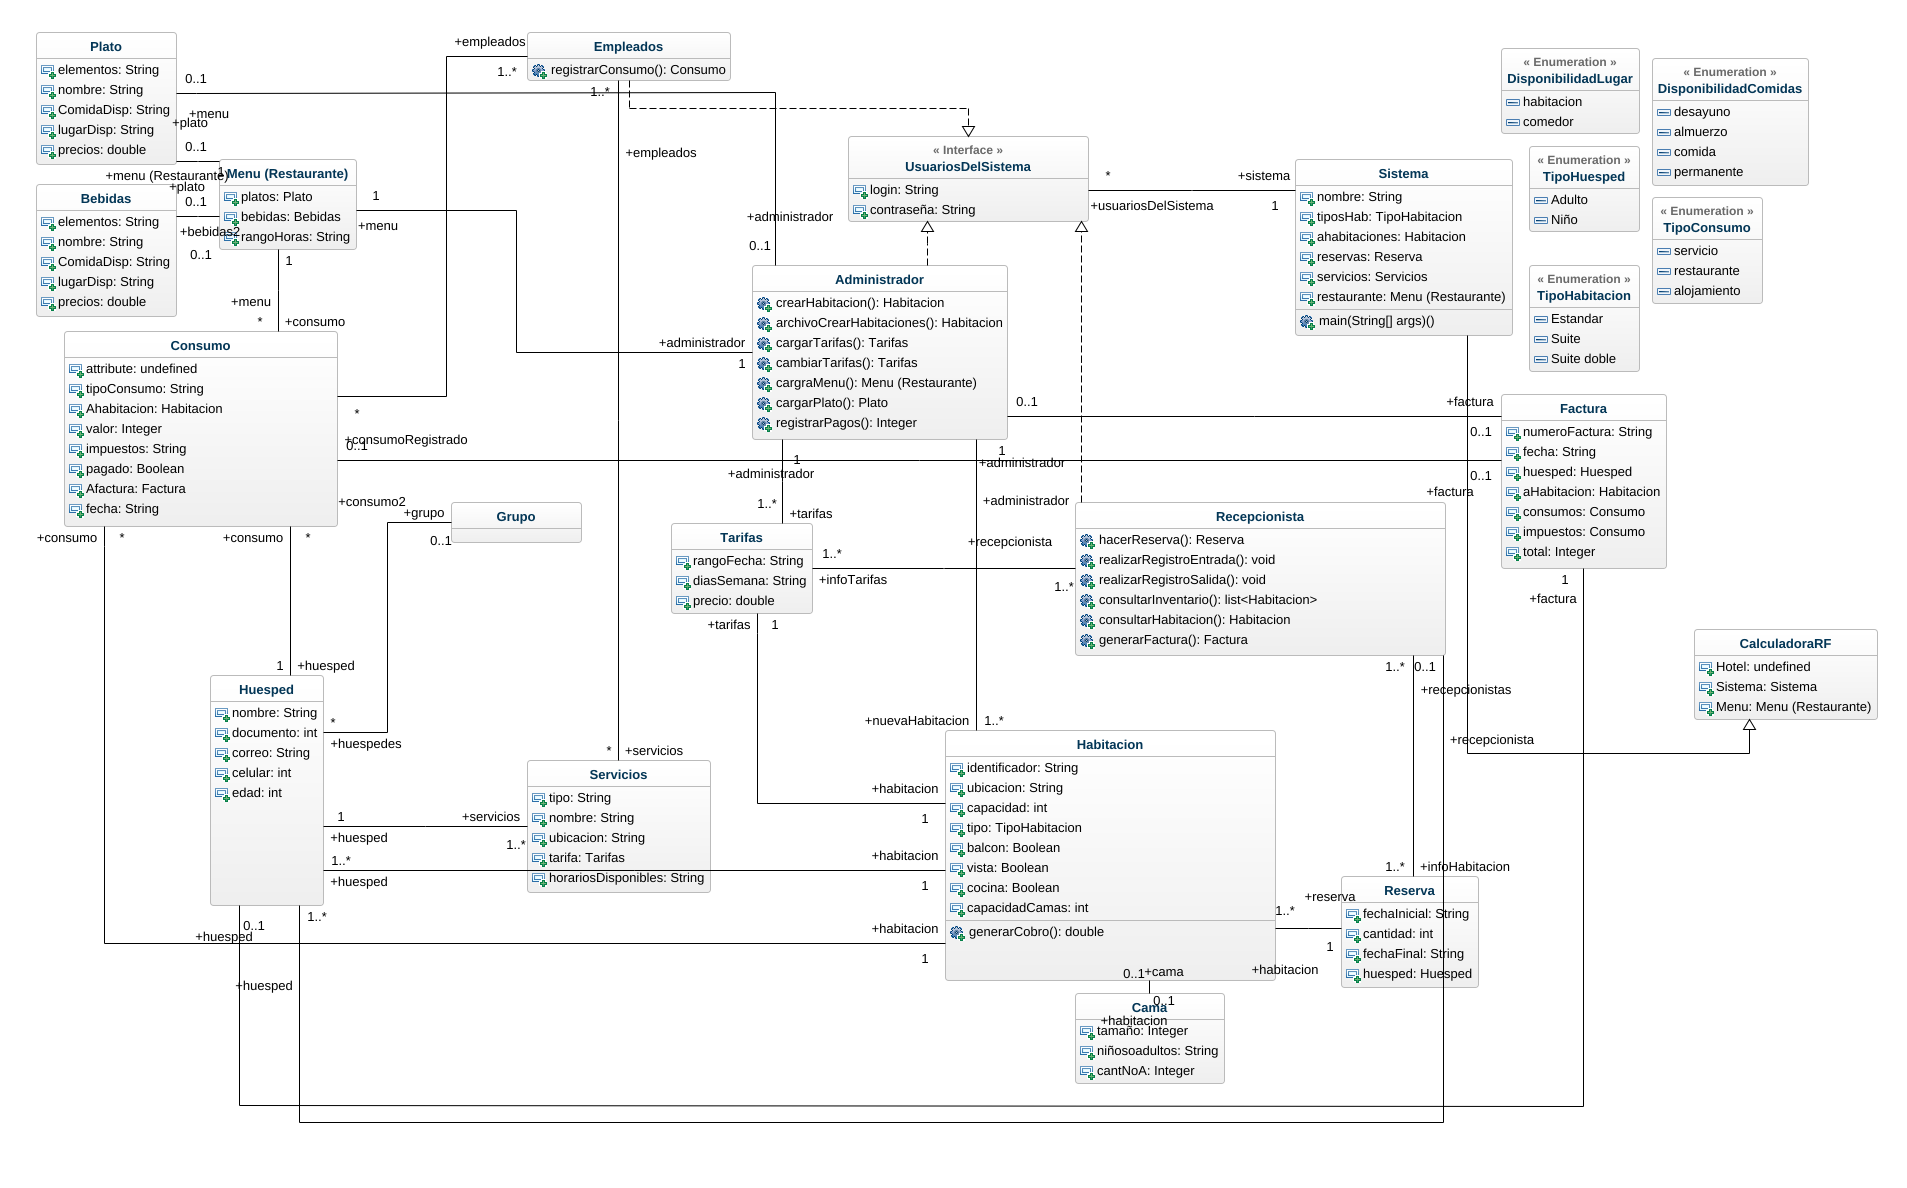 Plato
elementos: String
nombre: String
ComidaDisp: String
lugarDisp: String
precios: double
0..1
+menu
+plato
0..1
+menu (Restaurante)
1
+plato
0..1
+bebidas2
0..1
Bebidas
elementos: String
nombre: String
ComidaDisp: String
lugarDisp: String
precios: double
Menu (Restaurante)
platos: Plato
bebidas: Bebidas
rangoHoras: String
1
+menu
1
+menu
*
+consumo
+empleados
1..*
Empleados
registrarConsumo(): Consumo
1..*
+empleados
« Interface »
UsuariosDelSistema
login: String
contraseña: String
*
+usuariosDelSistema
+sistema
1
Sistema
nombre: String
tiposHab: TipoHabitacion
ahabitaciones: Habitacion
reservas: Reserva
servicios: Servicios
restaurante: Menu (Restaurante)
main(String[] args)()
« Enumeration »
DisponibilidadLugar
habitacion
comedor
« Enumeration »
DisponibilidadComidas
desayuno
almuerzo
comida
permanente
« Enumeration »
TipoHuesped
Adulto
Niño
« Enumeration »
TipoConsumo
servicio
restaurante
alojamiento
« Enumeration »
TipoHabitacion
Estandar
Suite
Suite doble
+administrador
0..1
+administrador
1
Administrador
crearHabitacion(): Habitacion
archivoCrearHabitaciones(): Habitacion
cargarTarifas(): Tarifas
cambiarTarifas(): Tarifas
cargraMenu(): Menu (Restaurante)
cargarPlato(): Plato
registrarPagos(): Integer
0..1
+administrador
1
+administrador
1
+administrador
+factura
0..1
0..1
+factura
Consumo
attribute: undefined
tipoConsumo: String
Ahabitacion: Habitacion
valor: Integer
impuestos: String
pagado: Boolean
Afactura: Factura
fecha: String
*
+consumoRegistrado
0..1
+consumo2
+consumo
*
+consumo
*
Factura
numeroFactura: String
fecha: String
huesped: Huesped
aHabitacion: Habitacion
consumos: Consumo
impuestos: Consumo
total: Integer
1
+factura
+grupo
0..1
Grupo
1..*
+tarifas
Tarifas
rangoFecha: String
diasSemana: String
precio: double
1..*
+infoTarifas
+tarifas
1
+recepcionista
1..*
Recepcionista
hacerReserva(): Reserva
realizarRegistroEntrada(): void
realizarRegistroSalida(): void
consultarInventario(): list<Habitacion>
consultarHabitacion(): Habitacion
generarFactura(): Factura
1..*
0..1
+recepcionistas
+recepcionista
CalculadoraRF
Hotel: undefined
Sistema: Sistema
Menu: Menu (Restaurante)
1
+huesped
Huesped
nombre: String
documento: int
correo: String
celular: int
edad: int
*
+huespedes
1
+huesped
1..*
+huesped
0..1
+huesped
1..*
+huesped
*
+servicios
+servicios
1..*
Servicios
tipo: String
nombre: String
ubicacion: String
tarifa: Tarifas
horariosDisponibles: String
+nuevaHabitacion
1..*
+habitacion
1
+habitacion
1
+habitacion
1
Habitacion
identificador: String
ubicacion: String
capacidad: int
tipo: TipoHabitacion
balcon: Boolean
vista: Boolean
cocina: Boolean
capacidadCamas: int
generarCobro(): double
0..1
+cama
+reserva
1..*
1
+habitacion
1..*
+infoHabitacion
Reserva
fechaInicial: String
cantidad: int
fechaFinal: String
huesped: Huesped
0..1
+habitacion
Cama
tamaño: Integer
niñosoadultos: String
cantNoA: Integer